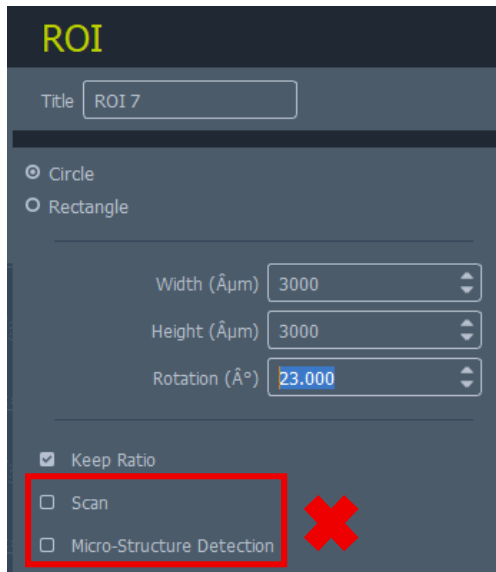 ROI
Title ROI 7
Circle
Rectangle
Width (Âµm) 3000
Height (Âµm) 3000
Rotation (Â°) 23.000
Keep Ratio
Scan
Micro-Structure Detection